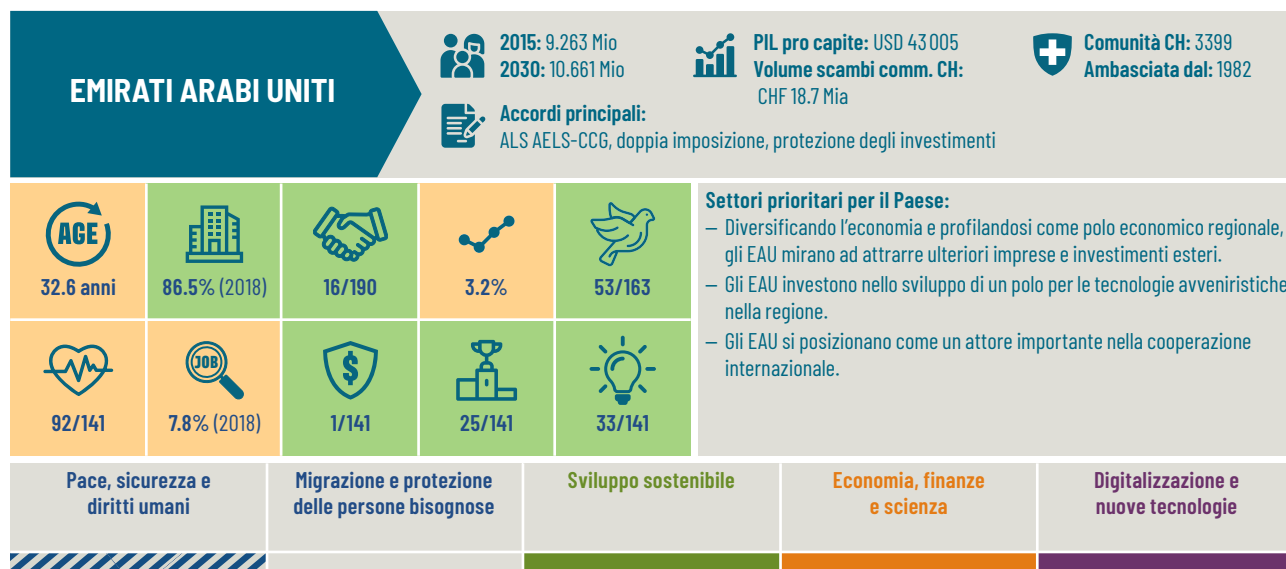 EMIRATI ARABI UNITI
2015: 9.263 Mio
2030: 10.661 Mio
PIL pro capite: USD 43 005
Volume scambi comm. CH:
CHF 18.7 Mia
Comunità CH: 3399
Ambasciata dal: 1982
Accordi principali:
ALS AELS-CCG, doppia imposizione, protezione degli investimenti
AGE
32.6 anni
86.5% (2018)
16/190
3.2%
53/163
92/141
JOB
7.8% (2018)
$
1/141
25/141
33/141
Settori prioritari per il Paese:
– Diversificando l'economia e profilandosi come polo economico regionale,
gli EAU mirano ad attrarre ulteriori imprese e investimenti esteri.
– Gli EAU investono nello sviluppo di un polo per le tecnologie avveniristiche
nella regione.
– Gli EAU si posizionano come un attore importante nella cooperazione
internazionale.
Pace, sicurezza e
diritti umani
Migrazione e protezione
delle persone bisognose
Sviluppo sostenibile
Economia, finanze
e scienza
Digitalizzazione e
nuove tecnologie